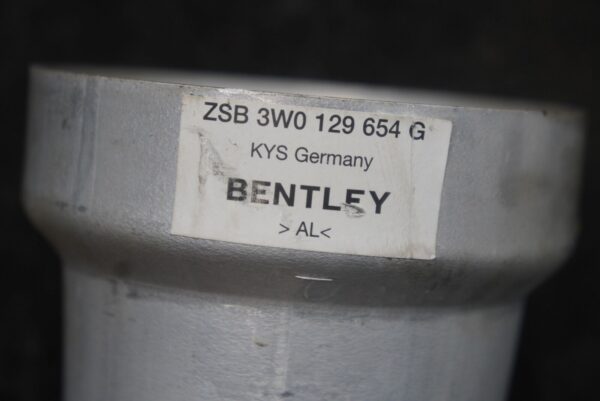 ZSB 3W0 129 654 G
KYS Germany
BENTLEY
> AL<